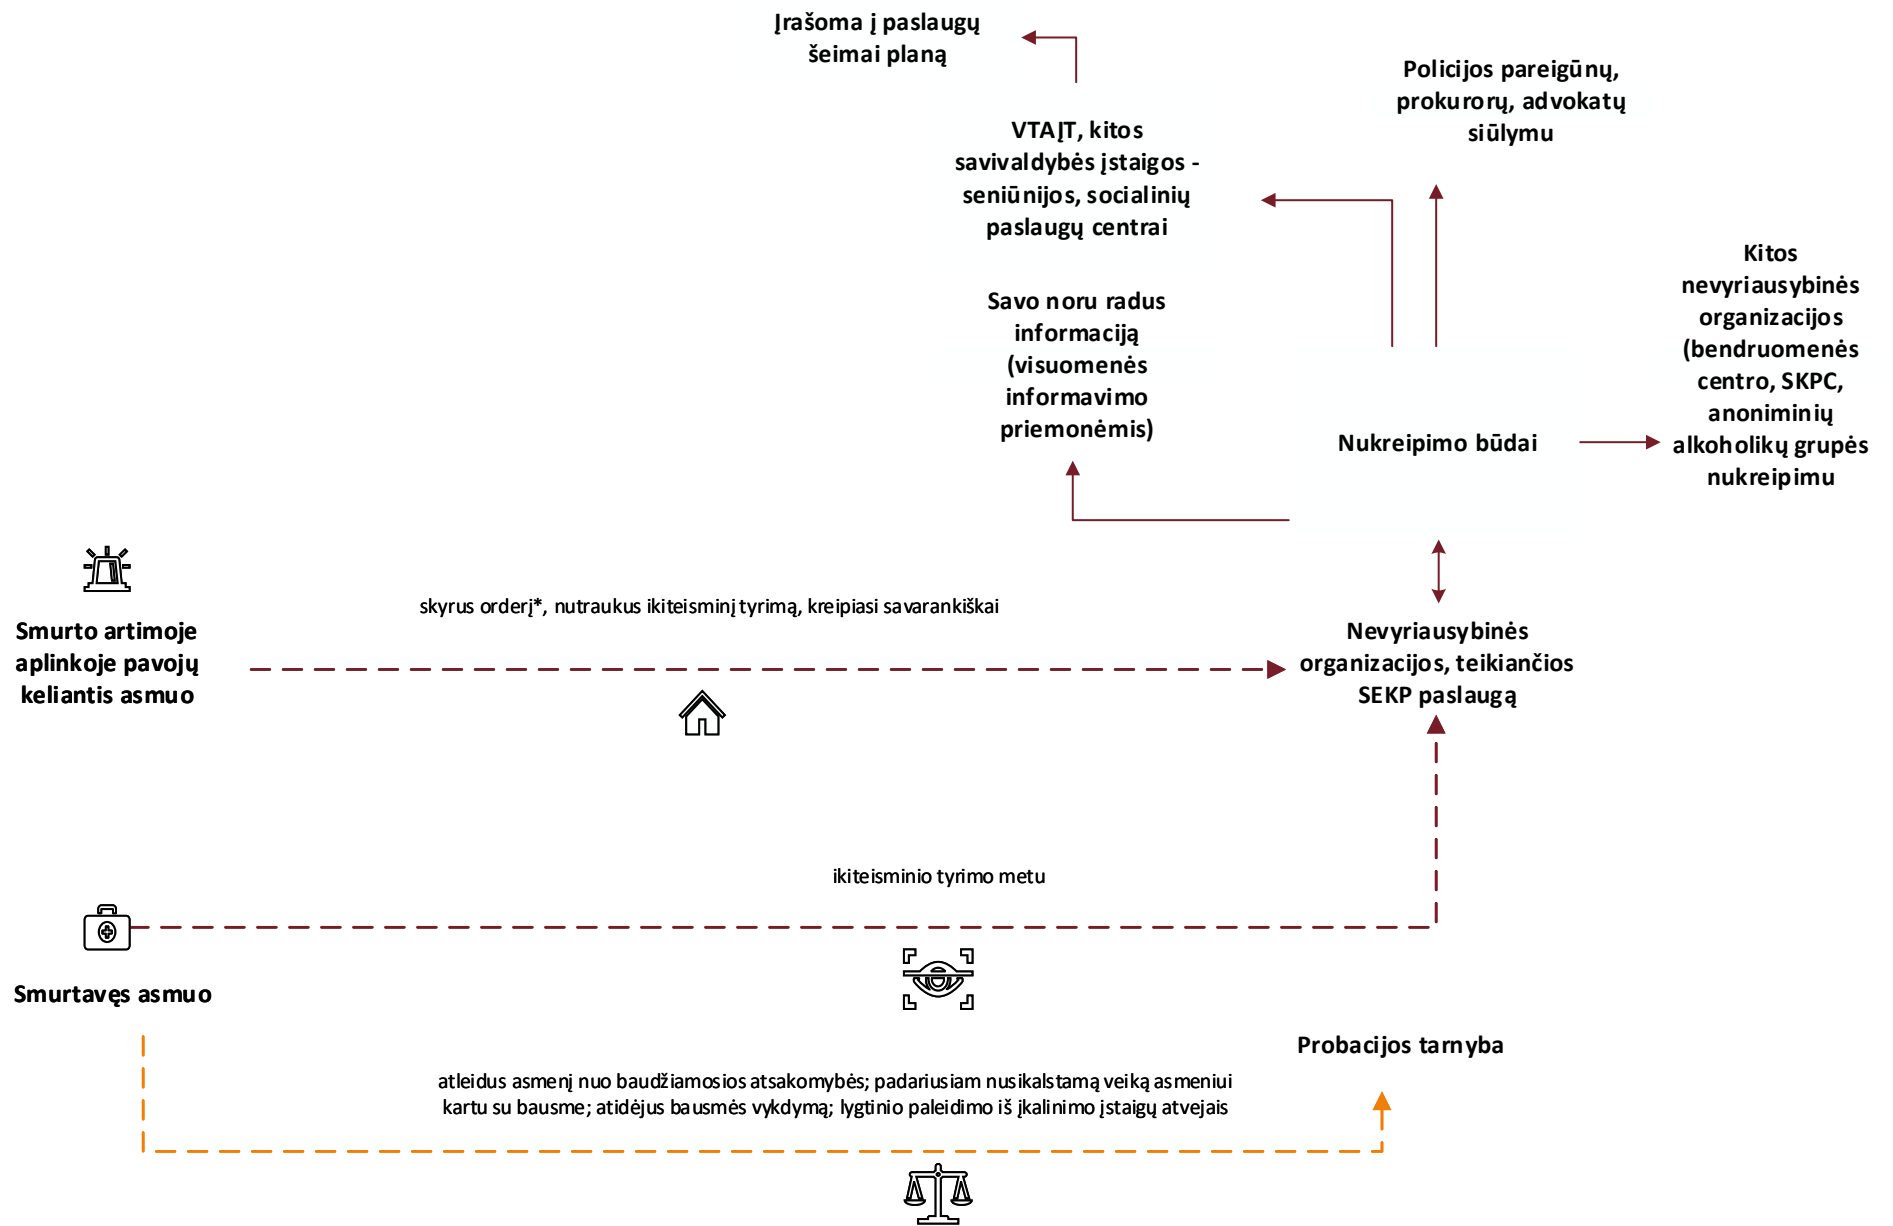 Įrašoma į paslaugų
šeimai planą
Policijos pareigūnų,
prokurorų, advokatų
siūlymu
VTAĮT, kitos
savivaldybės įstaigos -
seniūnijos, socialinių
paslaugų centrai
Kitos
nevyriausybinės
organizacijos
(bendruomenės
centro, SKPC,
anoniminių
alkoholikų grupės
nukreipimu
Savo noru radus
informaciją
(visuomenės
informavimo
priemonėmis)
Nukreipimo būdai
skyrus orderį*, nutraukus ikiteisminį tyrimą, kreipiasi savarankiškai
Smurto artimoje
aplinkoje pavojų
keliantis asmuo
Nevyriausybinės
organizacijos, teikiančios
SEKP paslaugą
ikiteisminio tyrimo metu
Smurtavęs asmuo
Probacijos tarnyba
atleidus asmenį nuo baudžiamosios atsakomybės; padariusiam nusikalstamą veiką asmeniui
kartu su bausme; atidėjus bausmės vykdymą; lygtinio paleidimo iš įkalinimo įstaigų atvejais